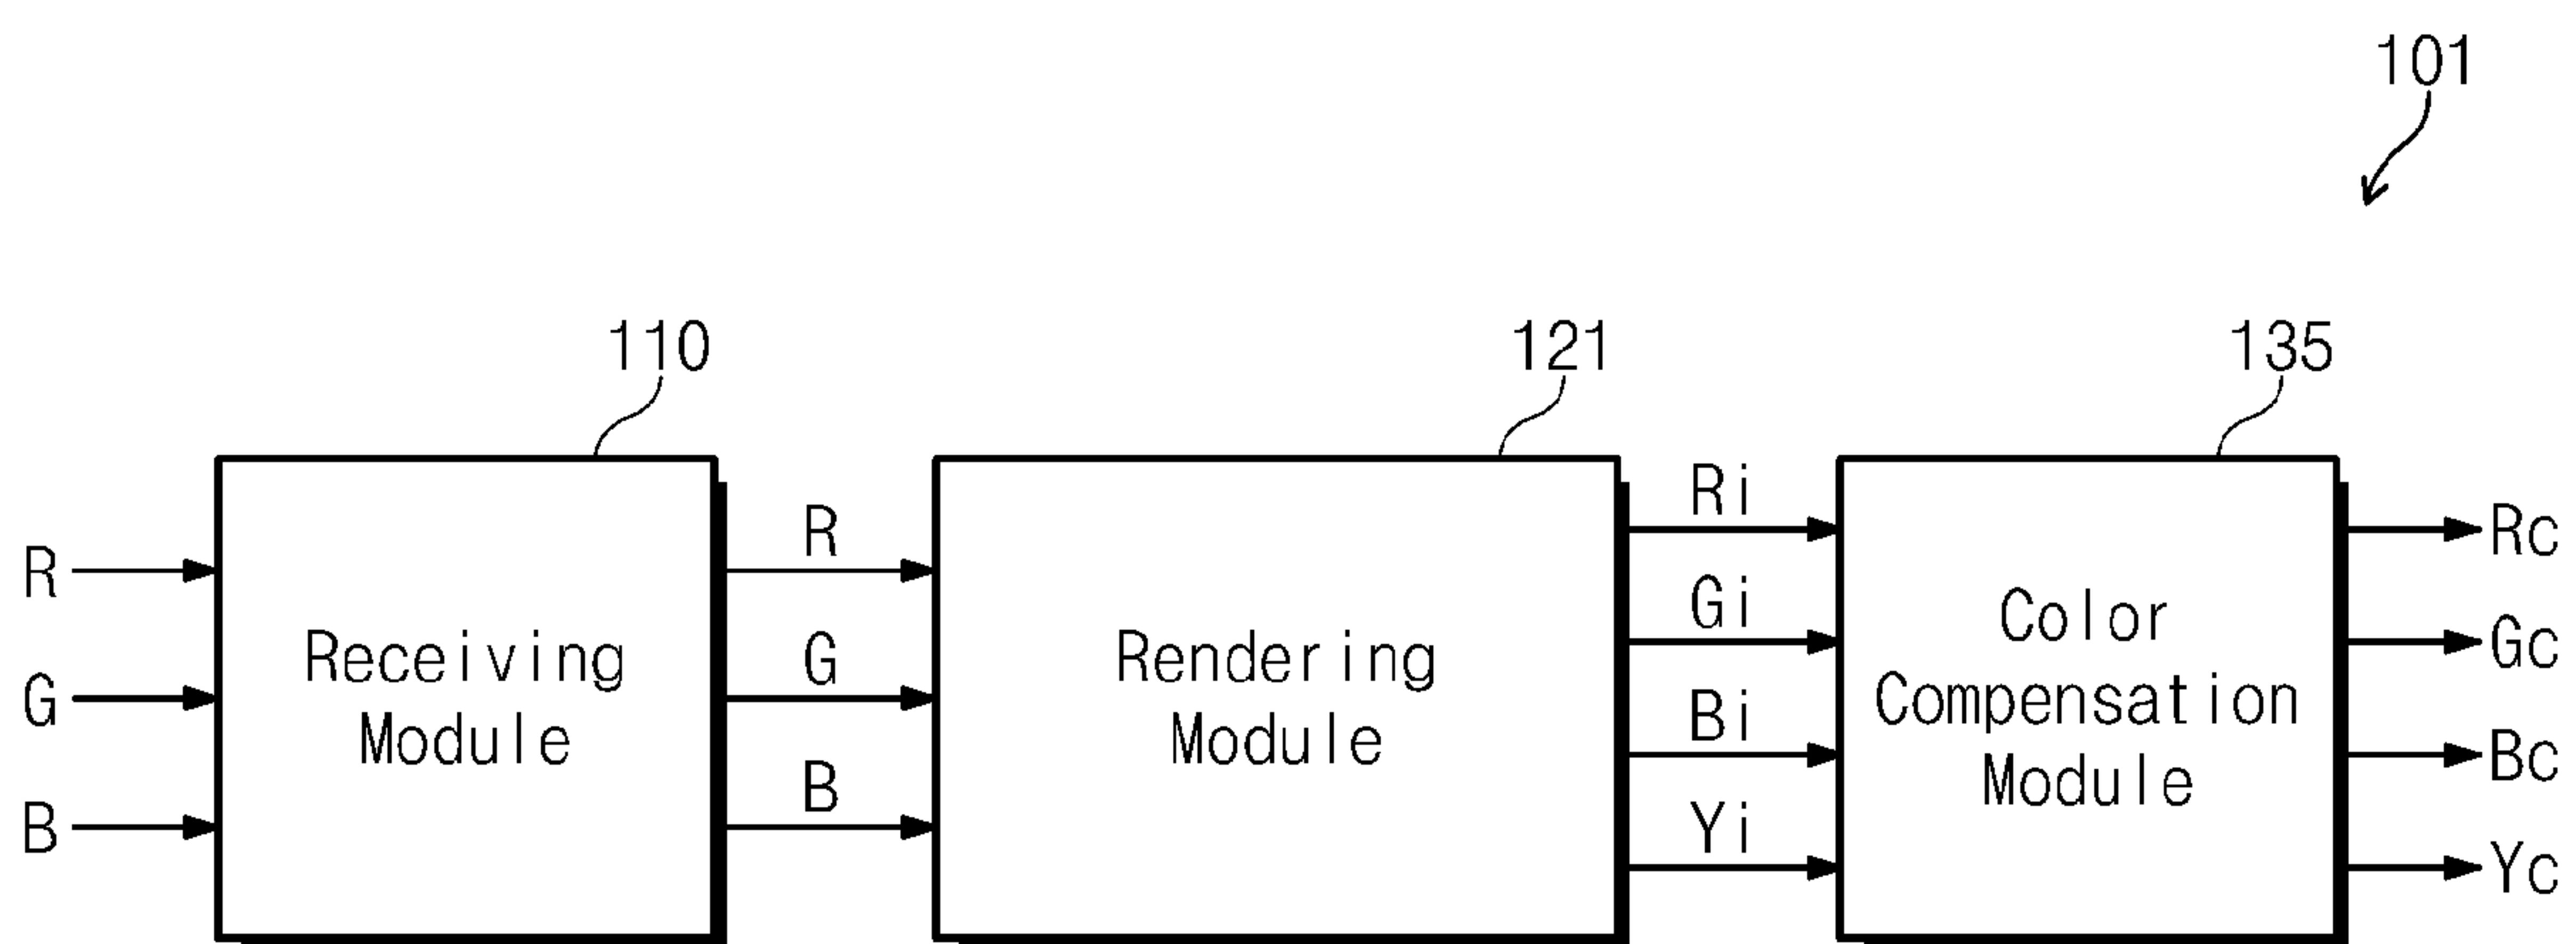 101
110
121
135
R
G
B
Receiving
Module
R
G
B
Rendering
Module
Ri
Gi
Bi
Yi
Color
Compensation
Module
Rc
Gc
Bc
Yc